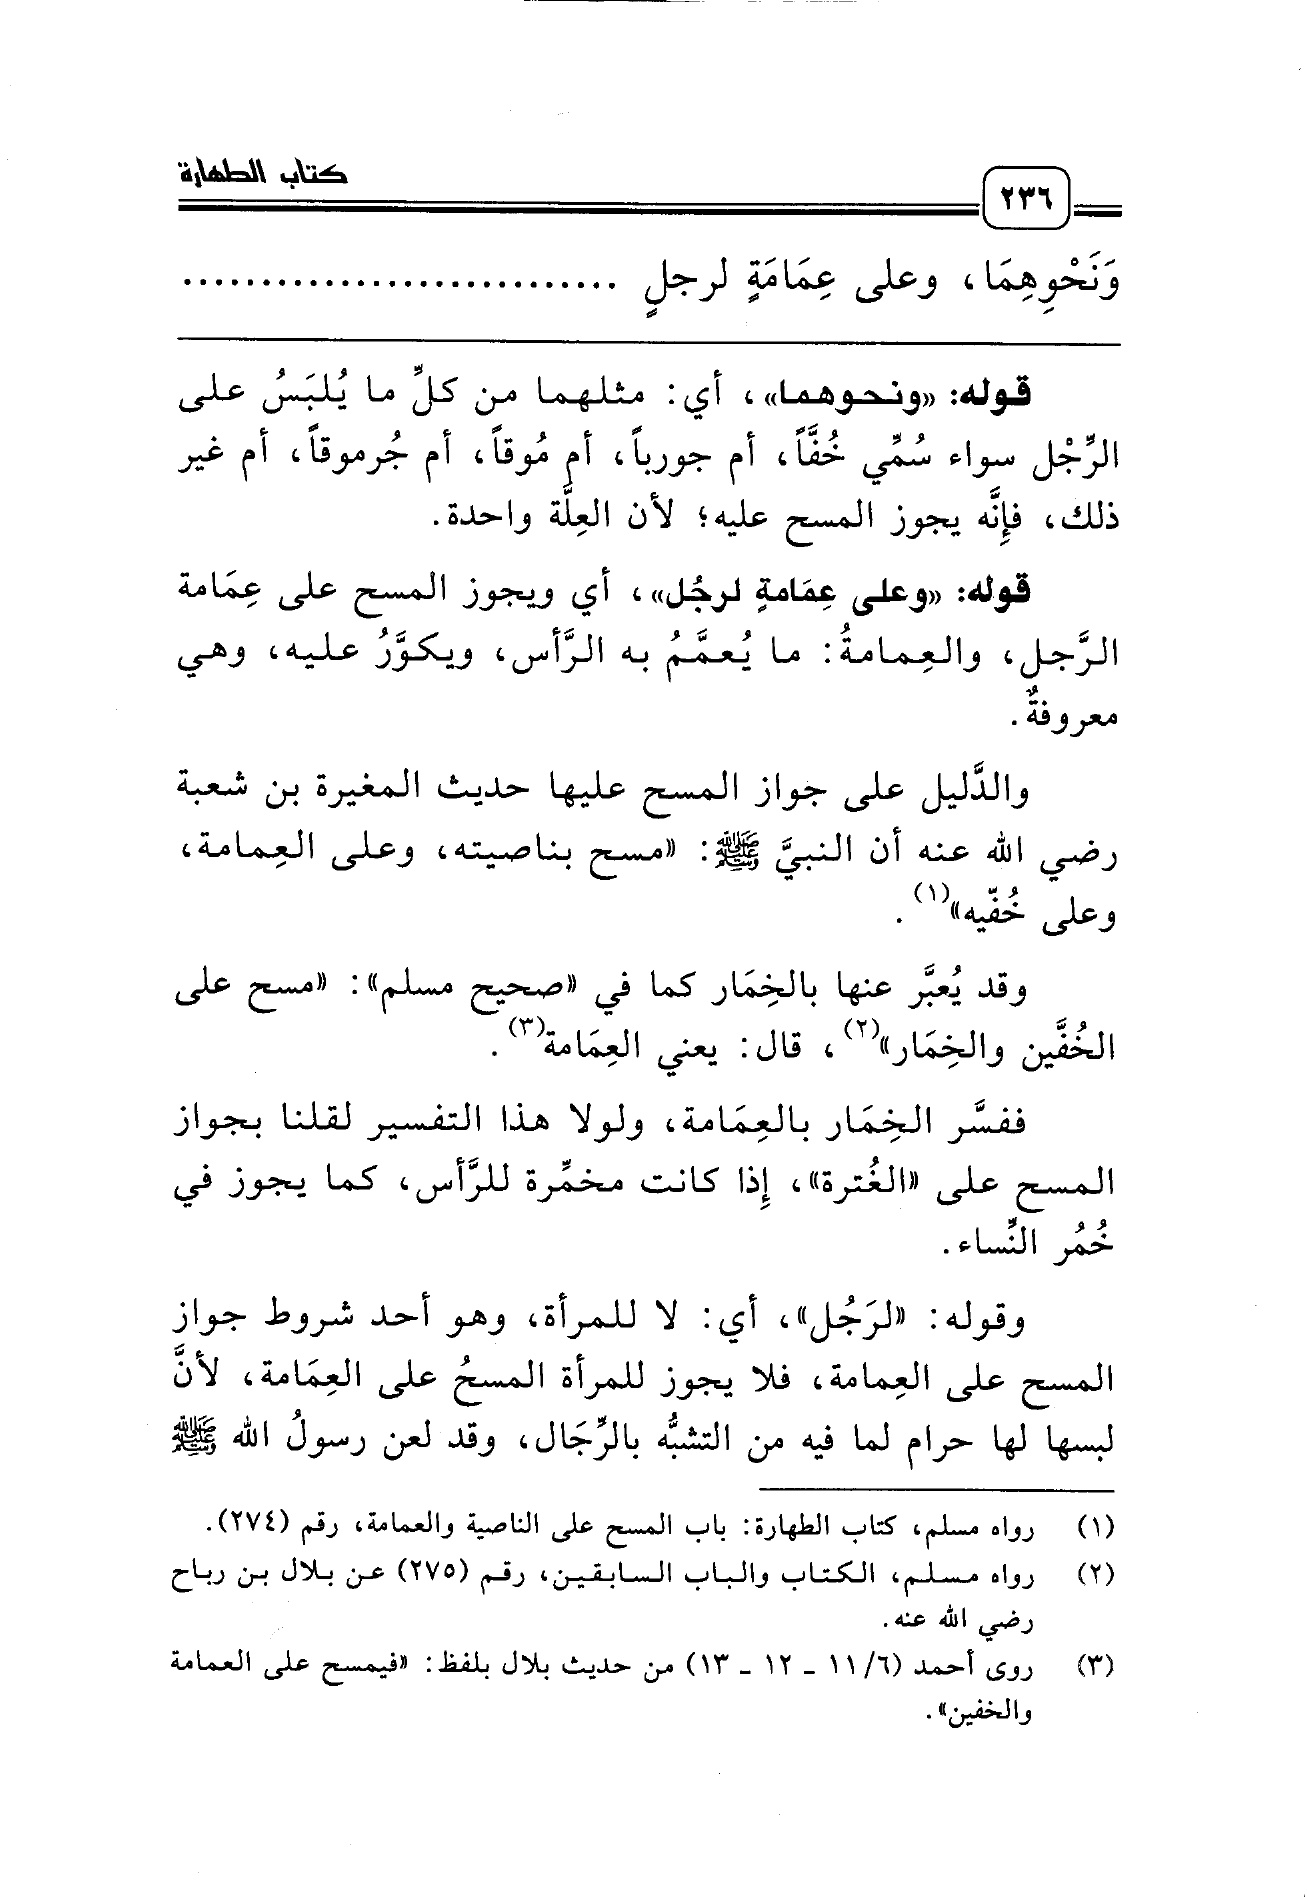 كتاب الطهارة
٢٣٦
وَنَحْوِهِمَا، وعلى عِمَامَةٍ لرجلٍ ............................
قوله: «ونحوهما»، أي: مثلهما من كلِّ ما يُلبَسُ على
الرِّجْل سواء سُمِّي خُفًّا، أم جورباً، أم مُوقاً، أم جُرموقاً، أم غير
ذلك، فإِنَّه يجوز المسح عليه؛ لأن العِلَّة واحدة.
قوله: «وعلى عِمَامةٍ لرجُل»، أي ويجوز المسح على عِمَامة
الرَّجل، والعِمامةُ: ما يُعمَّمُ به الرَّأس، ويكوَّرُ عليه، وهي
معروفةٌ.
والدَّليل على جواز المسح عليها حديث المغيرة بن شعبة
رضي الله عنه أن النبيَّ ﷺ: «مسح بناصيته، وعلى العِمامة،
وعلى خُفّيه»(١).
وقد يُعبَّر عنها بالخِمَار كما في «صحيح مسلم»: «مسح على
الخُفَّين والخِمَار»(٢)، قال: يعني العِمَامة(٣).
ففسَّر الخِمَار بالعِمَامة، ولولا هذا التفسير لقلنا بجواز
المسح على «الغُترة»، إِذا كانت مخمِّرة للرَّأس، كما يجوز في
خُمُر النِّساء.
وقوله: «لرَجُل»، أي: لا للمرأة، وهو أحد شروط جواز
المسح على العِمامة، فلا يجوز للمرأة المسحُ على العِمَامة، لأنَّ
لبسها لها حرام لما فيه من التشبُّه بالرِّجَال، وقد لعن رسولُ الله ﷺ
(١) رواه مسلم، كتاب الطهارة: باب المسح على الناصية والعمامة، رقم (٢٧٤).
(٢) رواه مسلم، الكتاب والباب السابقين، رقم (٢٧٥) عن بلال بن رباح
رضي الله عنه.
(٣) روى أحمد (٦/ ١١ ـ ١٢ ـ ١٣) من حديث بلال بلفظ: «فيمسح على العمامة
والخفين».